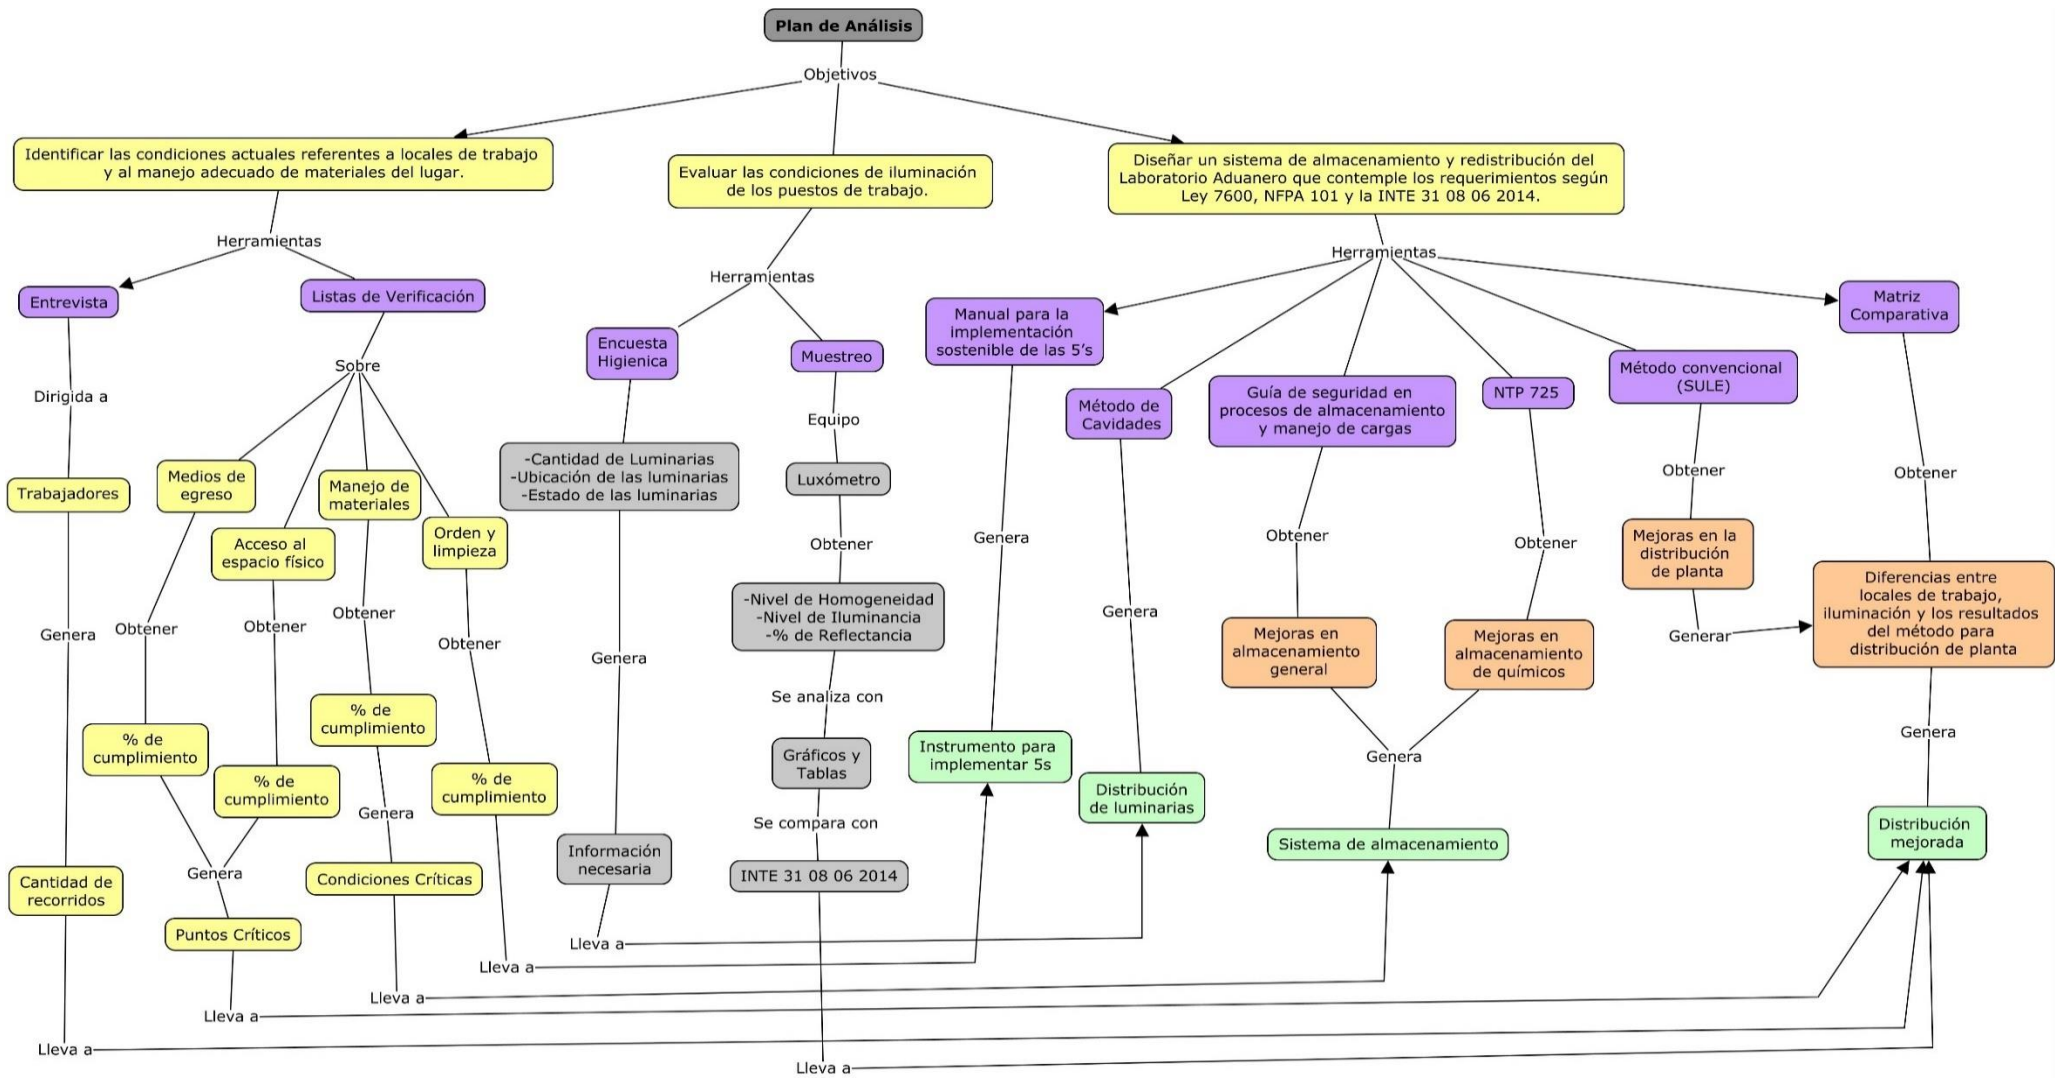 Plan de Análisis
Objetivos
Identificar las condiciones actuales referentes a locales de trabajo
y al manejo adecuado de materiales del lugar.
Evaluar las condiciones de iluminación
de los puestos de trabajo.
Diseñar un sistema de almacenamiento y redistribución del
Laboratorio Aduanero que contemple los requerimientos según
Ley 7600, NFPA 101 y la INTE 31 08 06 2014.
Herramientas
Entrevista
Listas de Verificación
Dirigida a
Trabajadores
Genera
Cantidad de
recorridos
Lleva a
Sobre
Medios de
egreso
Obtener
% de
cumplimiento
Acceso al
espacio físico
Obtener
% de
cumplimiento
Genera
Puntos Críticos
Lleva a
Manejo de
materiales
Obtener
% de
cumplimiento
Genera
Condiciones Críticas
Lleva a
Orden y
limpieza
Obtener
% de
cumplimiento
Lleva a
Herramientas
Encuesta
Higienica
-Cantidad de Luminarias
-Ubicación de las luminarias
-Estado de las luminarias
Genera
Información
necesaria
Lleva a
Muestreo
Equipo
Luxómetro
Obtener
-Nivel de Homogeneidad
-Nivel de Iluminancia
-% de Reflectancia
Se analiza con
Gráficos y
Tablas
Se compara con
INTE 31 08 06 2014
Lleva a
Herramientas
Manual para la
implementación
sostenible de las 5's
Genera
Instrumento para
implementar 5s
Método de
Cavidades
Genera
Distribución
de luminarias
Guía de seguridad en
procesos de almacenamiento
y manejo de cargas
Obtener
Mejoras en
almacenamiento
general
NTP 725
Obtener
Mejoras en
almacenamiento
de químicos
Genera
Sistema de almacenamiento
Método convencional
(SULE)
Obtener
Mejoras en la
distribución
de planta
Generar
Matriz
Comparativa
Obtener
Diferencias entre
locales de trabajo,
iluminación y los resultados
del método para
distribución de planta
Genera
Distribución
mejorada